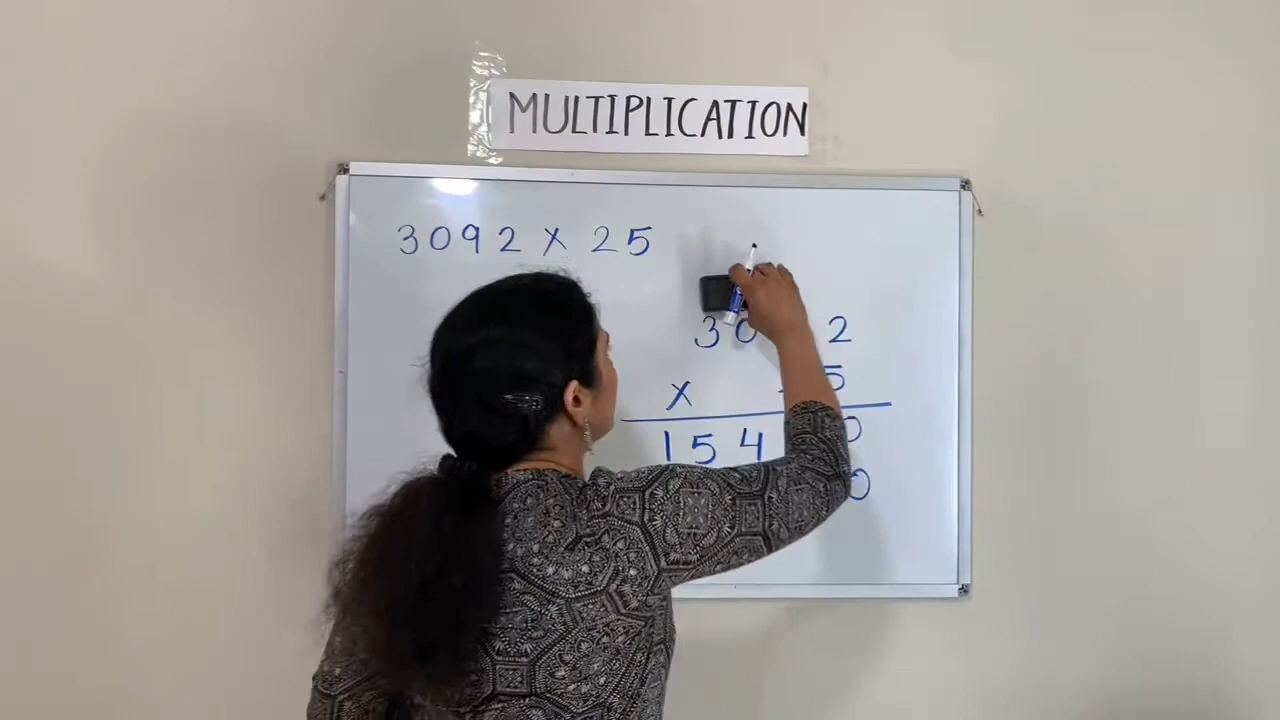 MULTIPLICATION
3092 X 25
30 2
X 5
154 0
0